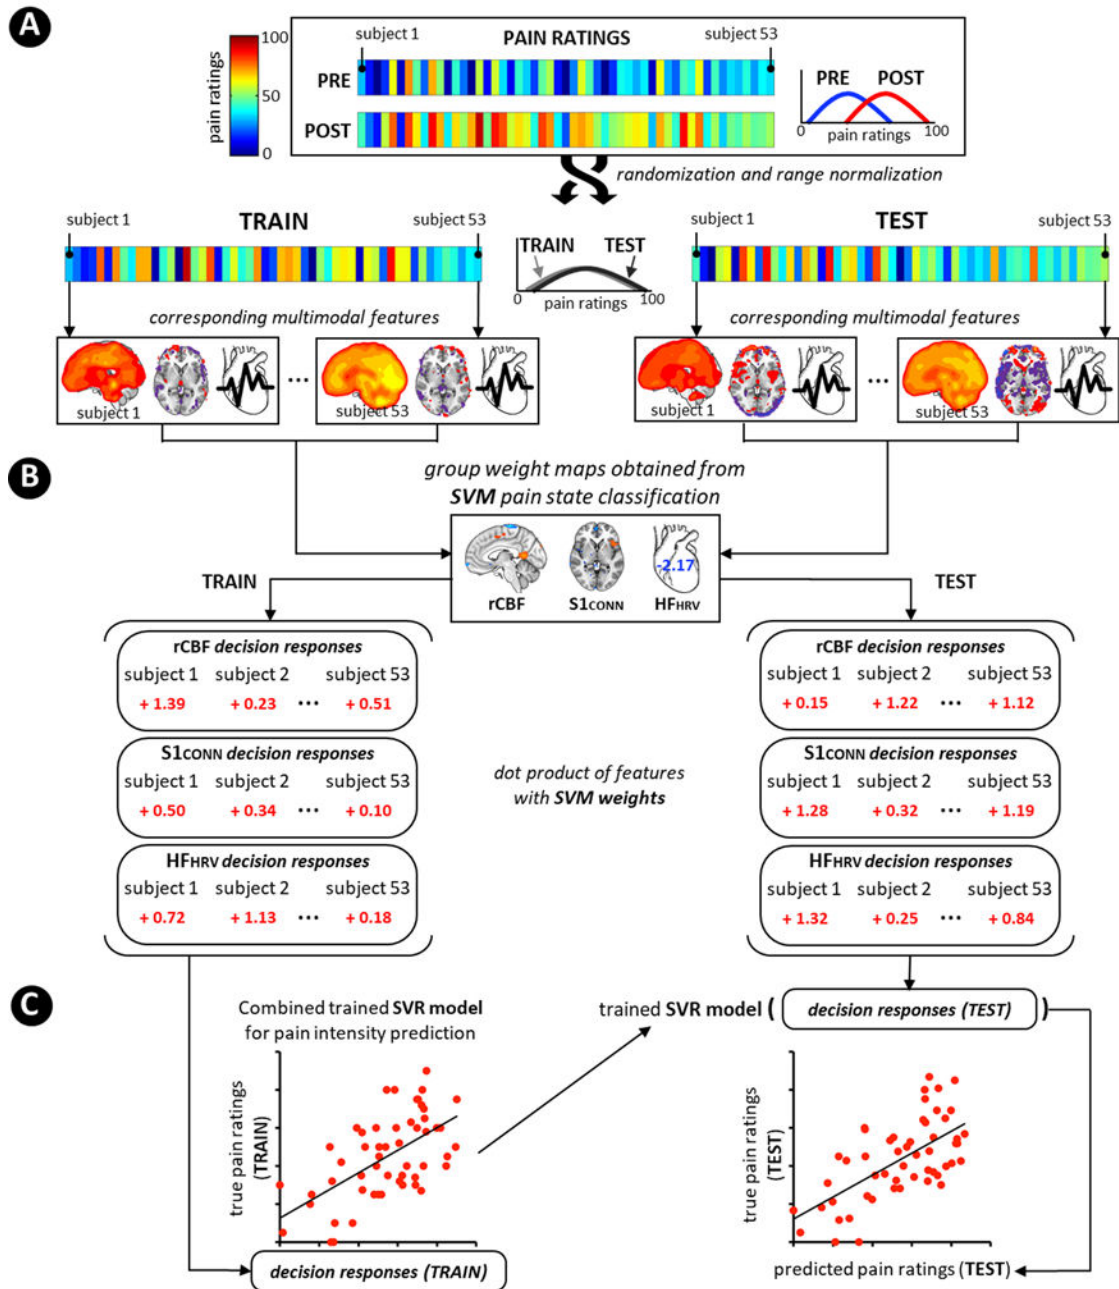 A
subject 1
PAIN RATINGS
subject 53
100
50
0
pain ratings
PRE
POST
PRE POST
0 100
pain ratings
randomization and range normalization
subject 1
TRAIN
subject 53
TRAIN TEST
0 100
pain ratings
subject 1
TEST
subject 53
corresponding multimodal features
corresponding multimodal features
subject 1
...
subject 53
subject 1
...
subject 53
B
group weight maps obtained from
SVM pain state classification
-2.17
rCBF S1CONN HFHRV
TRAIN
TEST
rCBF decision responses
subject 1 subject 2 subject 53
+ 1.39 + 0.23 ... + 0.51
S1CONN decision responses
subject 1 subject 2 subject 53
+ 0.50 + 0.34 ... + 0.10
HFHRV decision responses
subject 1 subject 2 subject 53
+ 0.72 + 1.13 ... + 0.18
dot product of features
with SVM weights
rCBF decision responses
subject 1 subject 2 subject 53
+ 0.15 + 1.22 ... + 1.12
S1CONN decision responses
subject 1 subject 2 subject 53
+ 1.28 + 0.32 ... + 1.19
HFHRV decision responses
subject 1 subject 2 subject 53
+ 1.32 + 0.25 ... + 0.84
C
Combined trained SVR model
for pain intensity prediction
true pain ratings
(TRAIN)
decision responses (TRAIN)
trained SVR model ( decision responses (TEST) )
true pain ratings
(TEST)
predicted pain ratings (TEST)